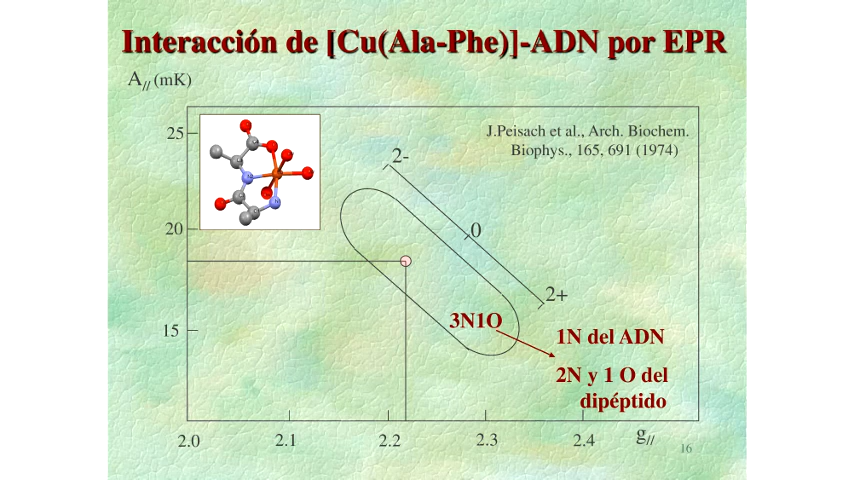 Interacción de [Cu(Ala-Phe)]-ADN por EPR
A// (mK)
J.Peisach et al., Arch. Biochem.
Biophys., 165, 691 (1974)
25
2-
20
0
2+
15
3N1O
1N del ADN
2N y 1 O del
dipéptido
2.0 2.1 2.2 2.3 2.4 g//
16